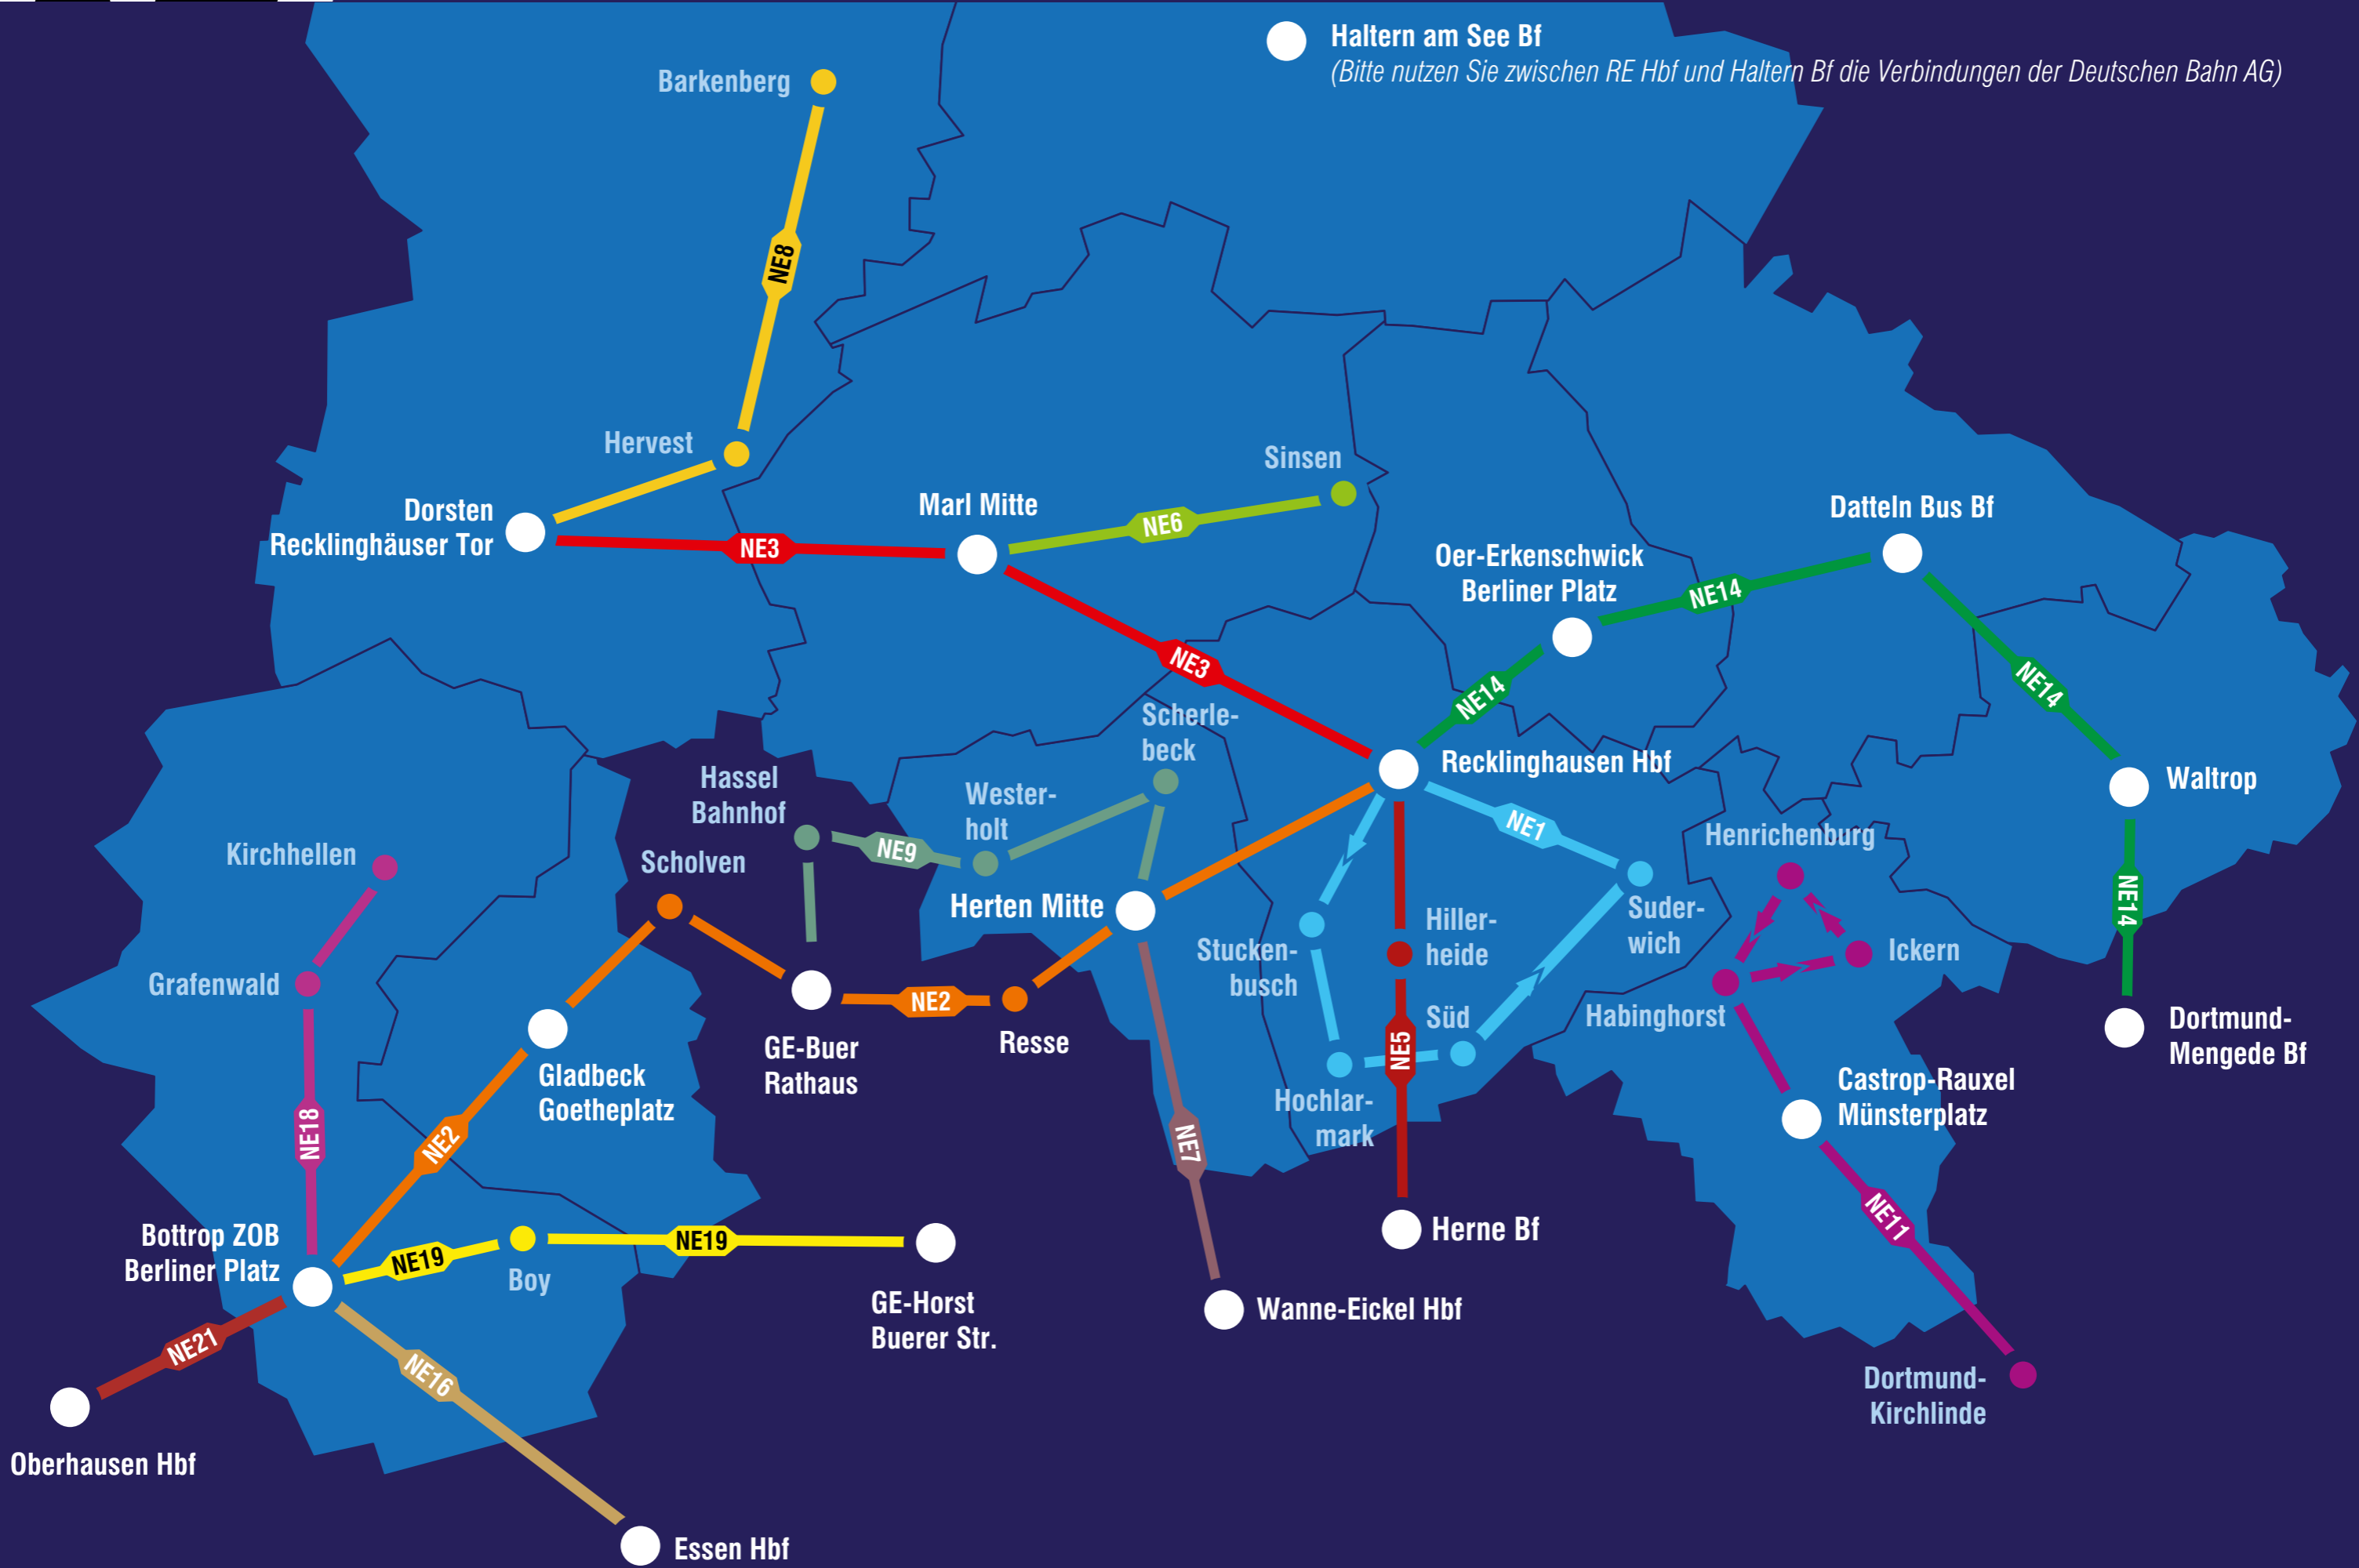 Haltern am See Bf
(Bitte nutzen Sie zwischen RE Hbf und Haltern Bf die Verbindungen der Deutschen Bahn AG)
Barkenberg
NE8
Hervest
Dorsten
Recklinghäuser Tor
NE3
Marl Mitte
NE6
Sinsen
Oer-Erkenschwick
Berliner Platz
NE14
Datteln Bus Bf
NE14
NE14
NE3
Scherle-
beck
Recklinghausen Hbf
Waltrop
Hassel
Bahnhof
Wester-
holt
NE9
NE1
Henrichenburg
Kirchhellen
Scholven
Herten Mitte
Stucken-
busch
Hiller-
heide
Suder-
wich
Ickern
NE14
Grafenwald
GE-Buer
Rathaus
NE2
Resse
Süd
Habinghorst
Dortmund-
Mengede Bf
Gladbeck
Goetheplatz
NE5
Hochlar-
mark
Castrop-Rauxel
Münsterplatz
NE18
NE2
NE7
NE11
Bottrop ZOB
Berliner Platz
NE19
Boy
NE19
GE-Horst
Buerer Str.
Herne Bf
Wanne-Eickel Hbf
NE21
NE16
Dortmund-
Kirchlinde
Oberhausen Hbf
Essen Hbf